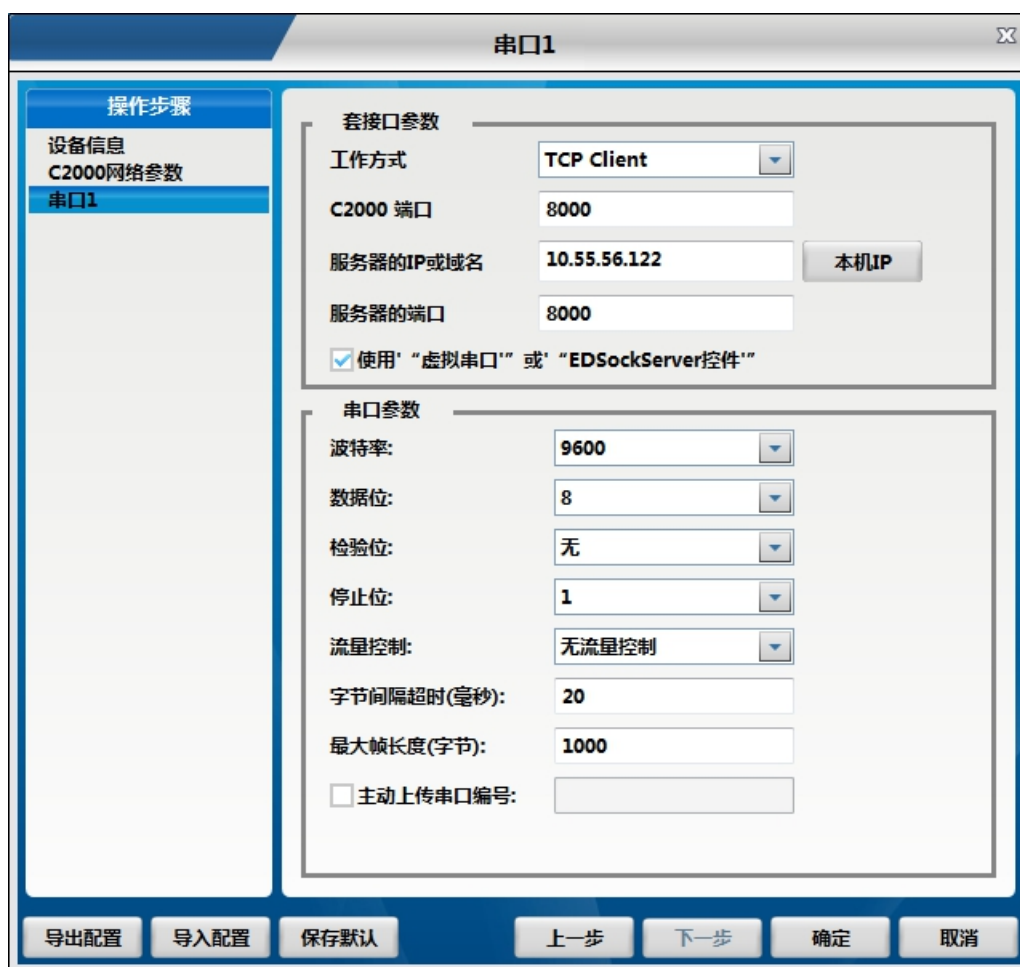 串口1
操作步骤
设备信息
C2000网络参数
串口1
套接口参数
工作方式 TCP Client
C2000 端口 8000
服务器的IP或域名 10.55.56.122 本机IP
服务器的端口 8000
使用' “虚拟串口'” 或' “EDSockServer控件'”
串口参数
波特率: 9600
数据位: 8
检验位: 无
停止位: 1
流量控制: 无流量控制
字节间隔超时(毫秒): 20
最大帧长度(字节): 1000
主动上传串口编号:
导出配置 导入配置 保存默认 上一步 下一步 确定 取消